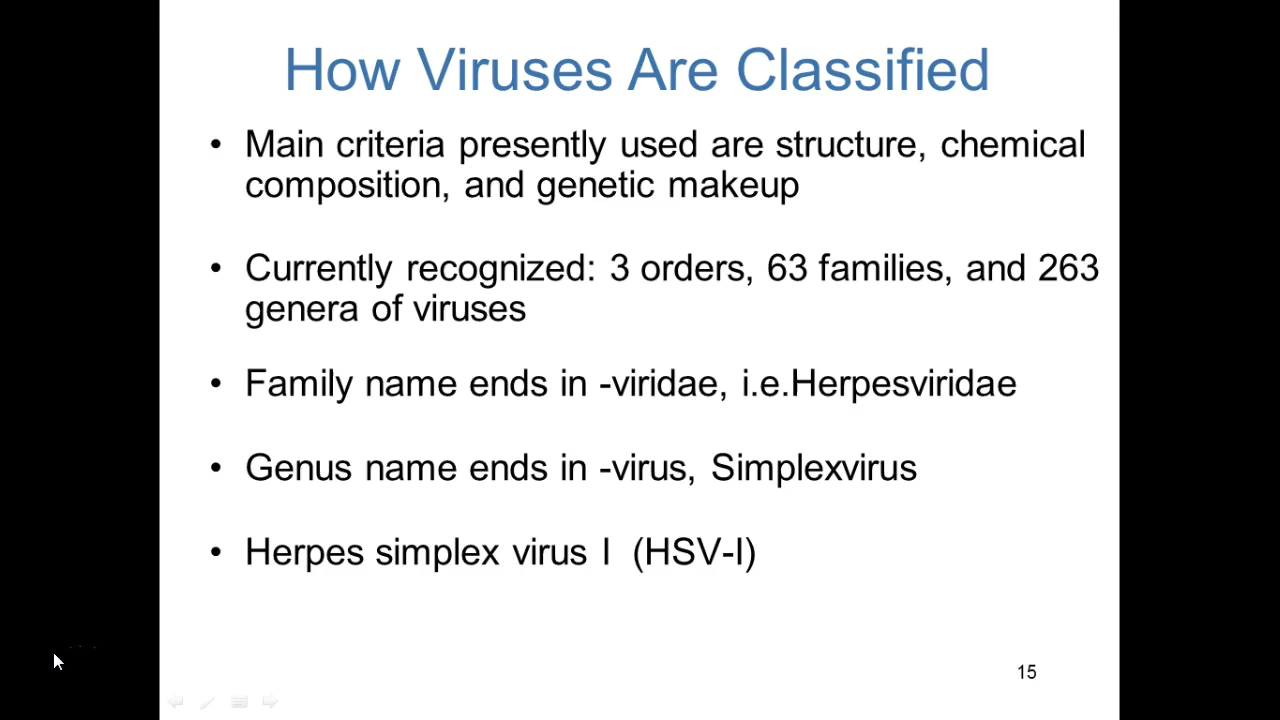 How Viruses Are Classified
• Main criteria presently used are structure, chemical
composition, and genetic makeup
• Currently recognized: 3 orders, 63 families, and 263
genera of viruses
• Family name ends in -viridae, i.e.Herpesviridae
• Genus name ends in -virus, Simplexvirus
• Herpes simplex virus I (HSV-I)
15